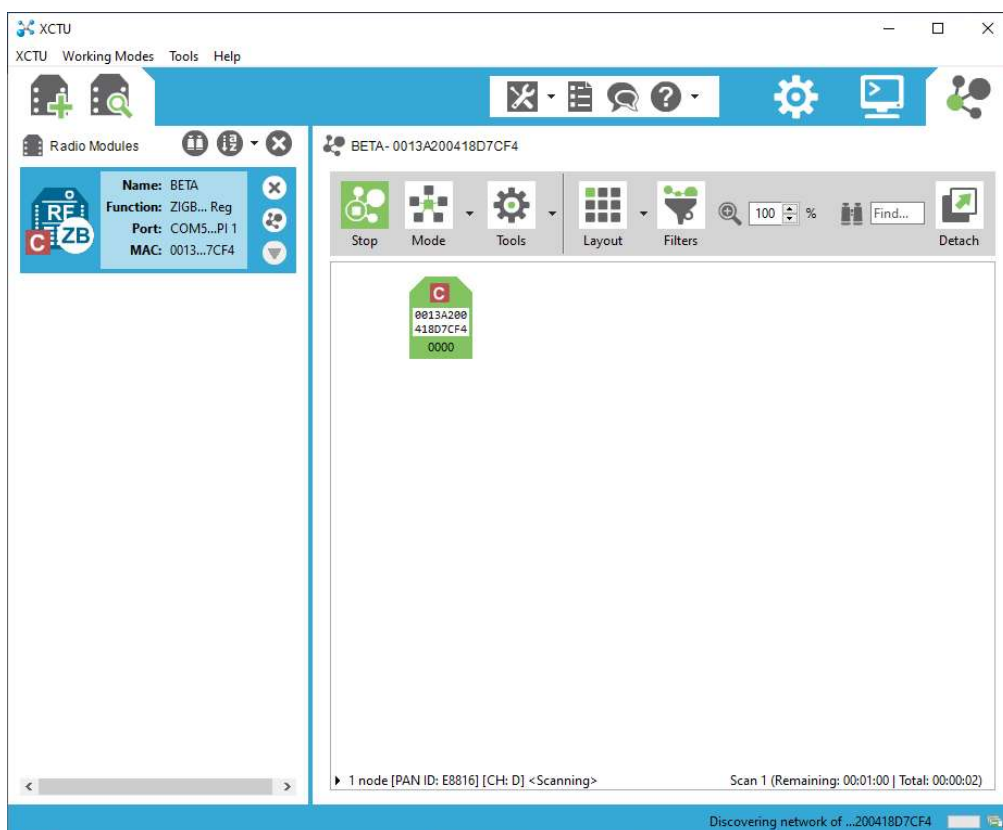 XCTU
XCTU Working Modes Tools Help
Radio Modules
Name: BETA
Function: ZIGB... Reg
Port: COM5...PI 1
MAC: 0013...7CF4
RF
C ZB
BETA - 0013A200418D7CF4
Stop Mode Tools Layout Filters 100 % Find... Detach
C
0013A200
418D7CF4
0000
1 node [PAN ID: E8816] [CH: D] <Scanning> Scan 1 (Remaining: 00:01:00 | Total: 00:00:02)
Discovering network of ...200418D7CF4